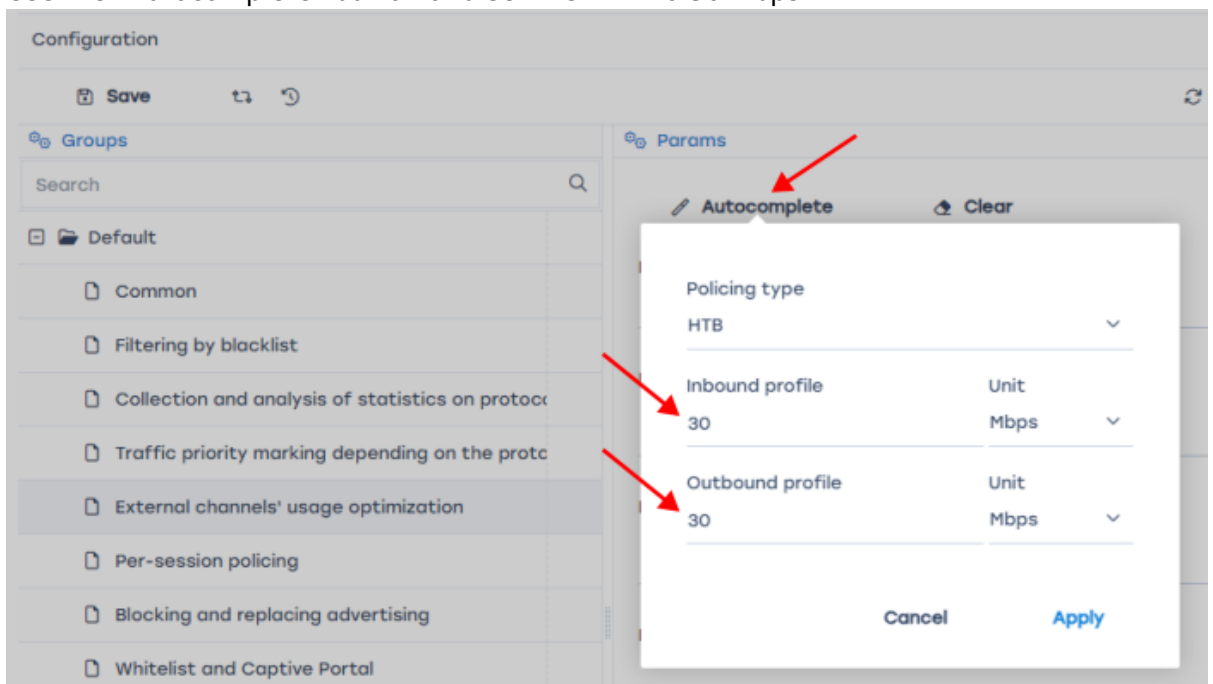 Configuration
Save
Groups
Params
Search
Autocomplete
Clear
Default
Common
Filtering by blacklist
Collection and analysis of statistics on protoc
Traffic priority marking depending on the protc
External channels' usage optimization
Per-session policing
Blocking and replacing advertising
Whitelist and Captive Portal
Policing type
HTB
Inbound profile
Unit
30
Mbps
Outbound profile
Unit
30
Mbps
Cancel
Apply